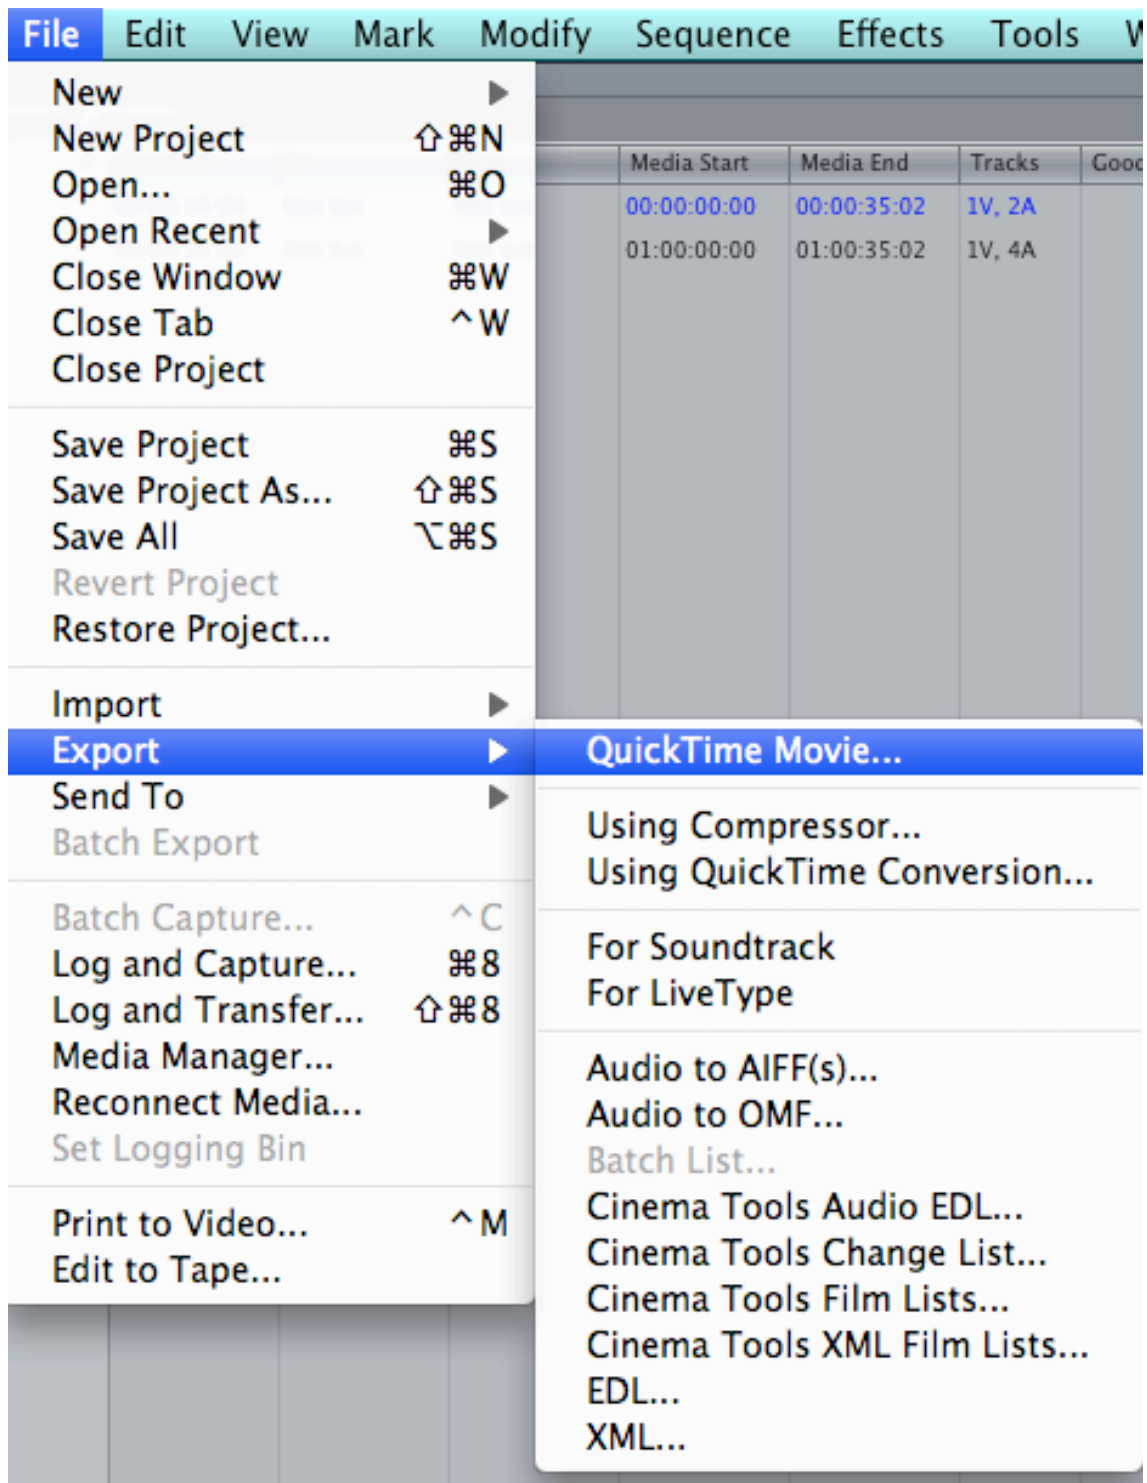 File Edit View Mark Modify Sequence Effects Tools
New
New Project ⇧⌘N
Open... ⌘O
Open Recent
Close Window ⌘W
Close Tab ^W
Close Project
Save Project ⌘S
Save Project As... ⇧⌘S
Save All ⌥⌘S
Revert Project
Restore Project...
Import
Export
Send To
Batch Export
Batch Capture... ^C
Log and Capture... ⌘8
Log and Transfer... ⇧⌘8
Media Manager...
Reconnect Media...
Set Logging Bin
Print to Video... ^M
Edit to Tape...
Media Start Media End Tracks Good
00:00:00:00 00:00:35:02 1V, 2A
01:00:00:00 01:00:35:02 1V, 4A
QuickTime Movie...
Using Compressor...
Using QuickTime Conversion...
For Soundtrack
For LiveType
Audio to AIFF(s)...
Audio to OMF...
Batch List...
Cinema Tools Audio EDL...
Cinema Tools Change List...
Cinema Tools Film Lists...
Cinema Tools XML Film Lists...
EDL...
XML...